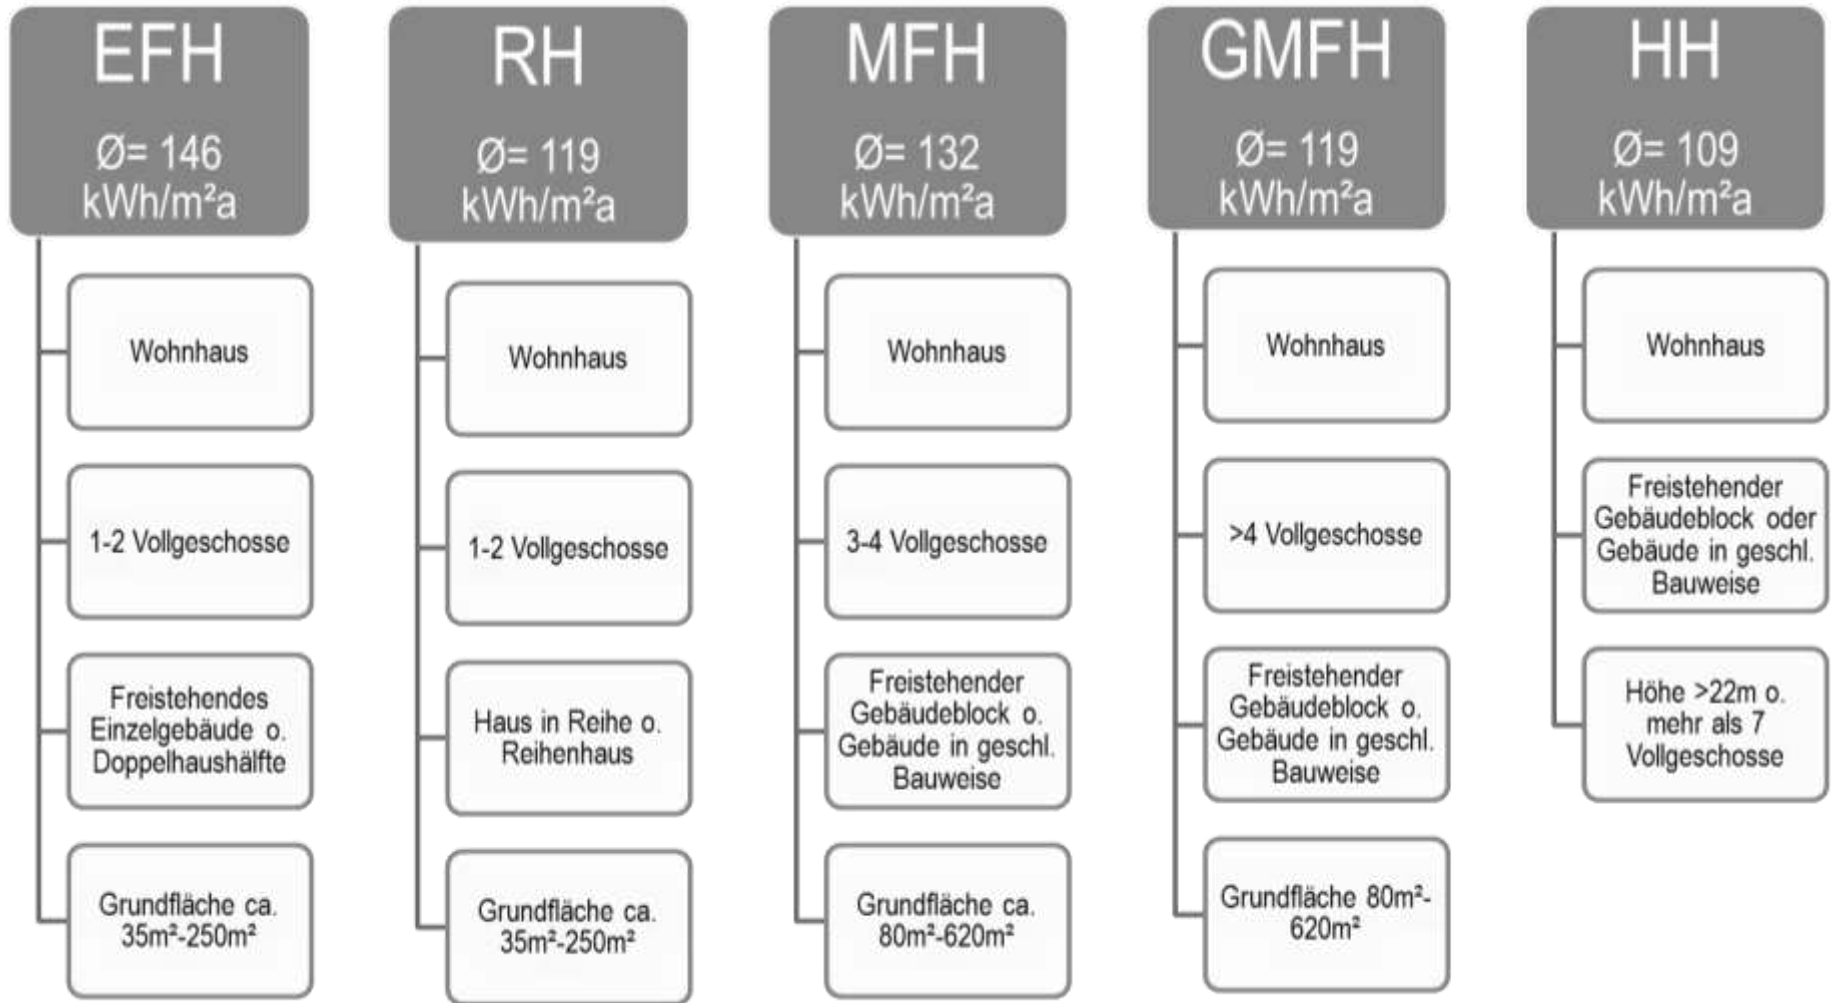 EFH
Ø= 146
kWh/m²a
Wohnhaus
1-2 Vollgeschosse
Freistehendes
Einzelgebäude o.
Doppelhaushälfte
Grundfläche ca.
35m²-250m²
RH
Ø= 119
kWh/m²a
Wohnhaus
1-2 Vollgeschosse
Haus in Reihe o.
Reihenhaus
Grundfläche ca.
35m²-250m²
MFH
Ø= 132
kWh/m²a
Wohnhaus
3-4 Vollgeschosse
Freistehender
Gebäudeblock o.
Gebäude in geschl.
Bauweise
Grundfläche ca.
80m²-620m²
GMFH
Ø= 119
kWh/m²a
Wohnhaus
>4 Vollgeschosse
Freistehender
Gebäudeblock o.
Gebäude in geschl.
Bauweise
Grundfläche 80m²-
620m²
HH
Ø= 109
kWh/m²a
Wohnhaus
Freistehender
Gebäudeblock oder
Gebäude in geschl.
Bauweise
Höhe >22m o.
mehr als 7
Vollgeschosse